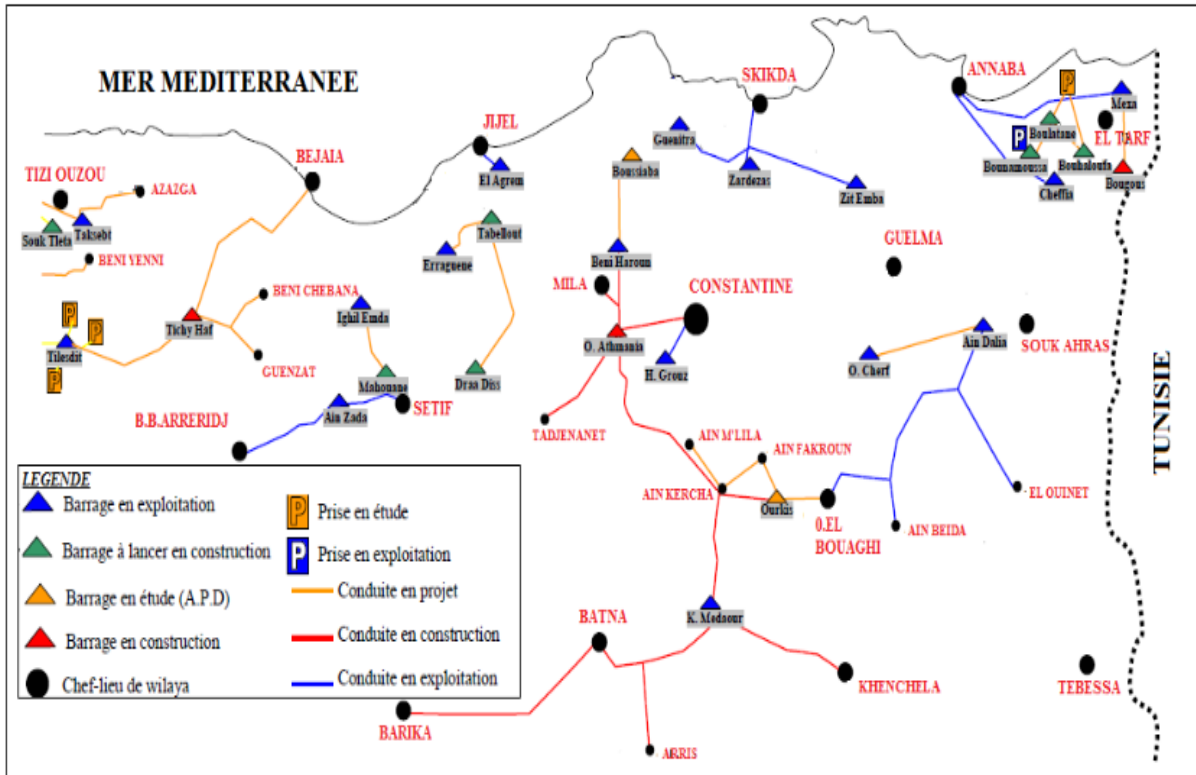 MER MEDITERRANEE
SKIKDA
ANNABA
P
Mexa
JIJEL
Guenitra
Boulatane
EL TARF
P
TIZI OUZOU
BEJAIA
El Agrem
Boussiaba
Zardezas
Bounamoussa
Bouhaloufa
AZAZGA
Zit Emba
Cheffia
Bougous
Souk Tleta
Taksebt
Tabellout
GUELMA
BENI YENNI
Erraguene
Beni Haroun
MILA
CONSTANTINE
BENI CHEBANA
Ighil Emda
P
P
Tichy Haf
O. Athmania
Ain Dalia
SOUK AHRAS
Tilesdit
GUENZAT
H. Grouz
O. Cherf
P
Mahouane
Draa Diss
B.B.ARRERIDJ
Ain Zada
SETIF
TADJENANET
AIN M'LILA
AIN FAKROUN
TUNISIE
AIN KERCHA
Ourkis
0.EL
BOUAGHI
EL OUINET
AIN BEIDA
K. Medaour
BATNA
KHENCHELA
TEBESSA
BARIKA
ARRIS
LEGENDE
Barrage en exploitation
Barrage à lancer en construction
Barrage en étude (A.P.D)
Barrage en construction
Chef-lieu de wilaya
P Prise en étude
P Prise en exploitation
Conduite en projet
Conduite en construction
Conduite en exploitation